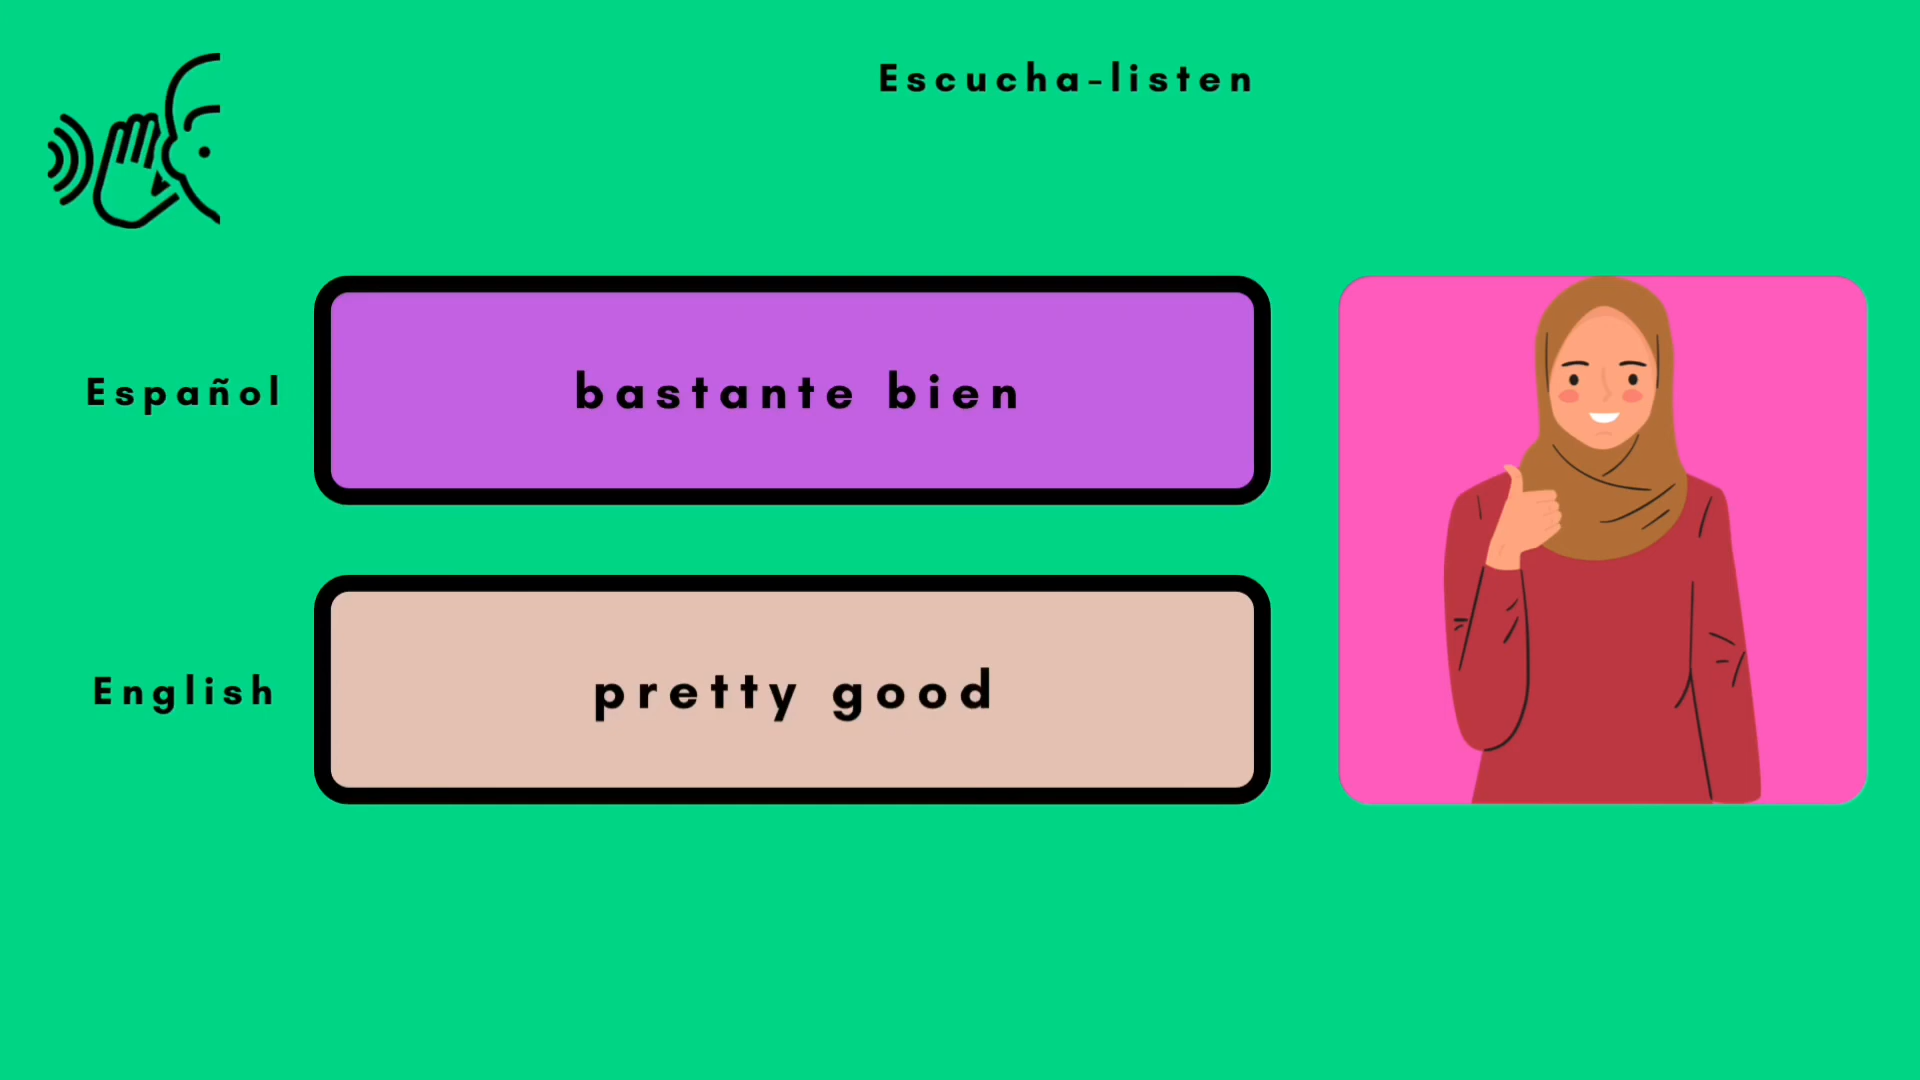 Escucha-listen
Español
bastante bien
English
pretty good